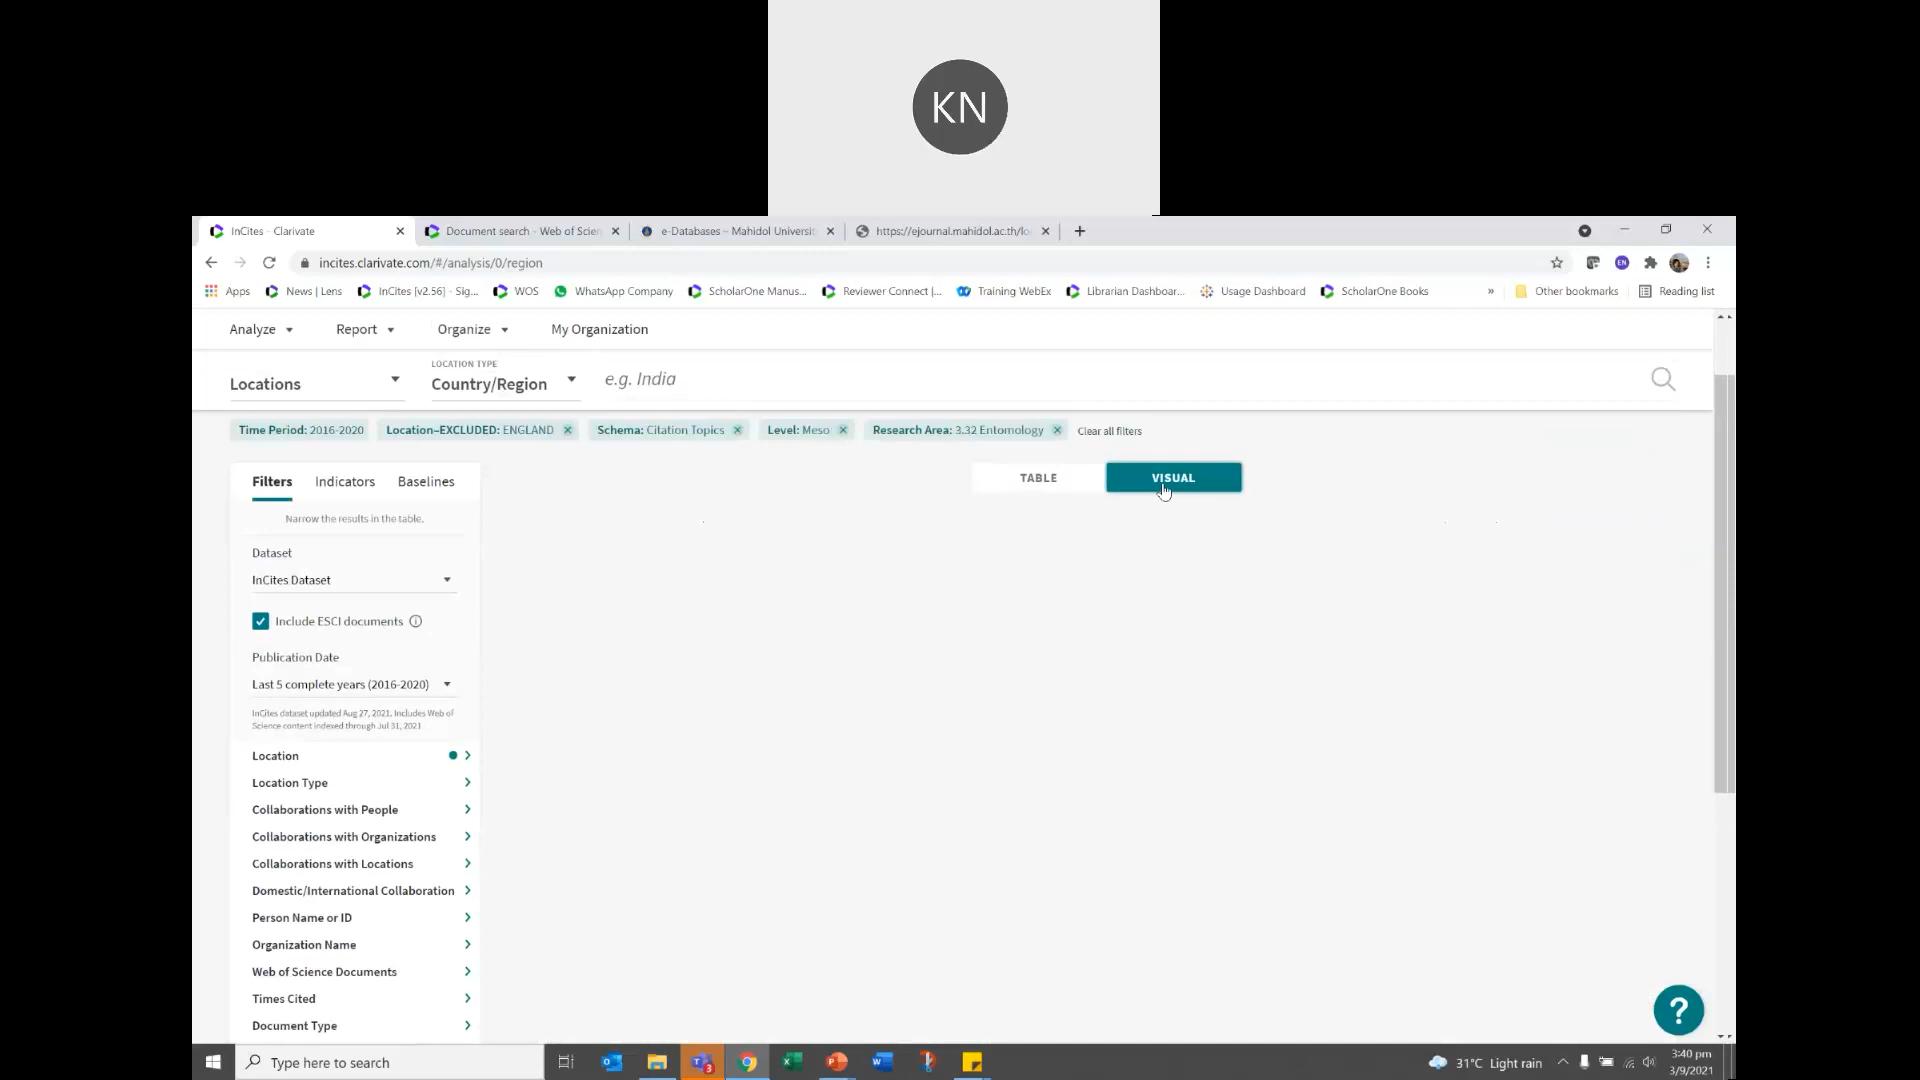 KN
InCites - Clarivate
Document search - Web of Scien
e-Databases – Mahidol Universit
https://ejournal.mahidol.ac.th/lo
incites.clarivate.com/#/analysis/0/region
EN
Apps
News | Lens
InCites [v2.56] - Sig...
WOS
WhatsApp Company
ScholarOne Manus...
Reviewer Connect |...
Training WebEx
Librarian Dashboar...
Usage Dashboard
ScholarOne Books
»
Other bookmarks
Reading list
Analyze
Report
Organize
My Organization
LOCATION TYPE
Locations
Country/Region
e.g. India
Time Period: 2016-2020
Location-EXCLUDED: ENGLAND
Schema: Citation Topics
Level: Meso
Research Area: 3.32 Entomology
Clear all filters
Filters
Indicators
Baselines
TABLE
VISUAL
Narrow the results in the table.
Dataset
InCites Dataset
Include ESCI documents
Publication Date
Last 5 complete years (2016-2020)
InCites dataset updated Aug 27, 2021. Includes Web of
Science content indexed through Jul 31, 2021
Location
Location Type
Collaborations with People
Collaborations with Organizations
Collaborations with Locations
Domestic/International Collaboration
Person Name or ID
Organization Name
Web of Science Documents
Times Cited
Document Type
?
Type here to search
3
31°C Light rain
3:40 pm
3/9/2021